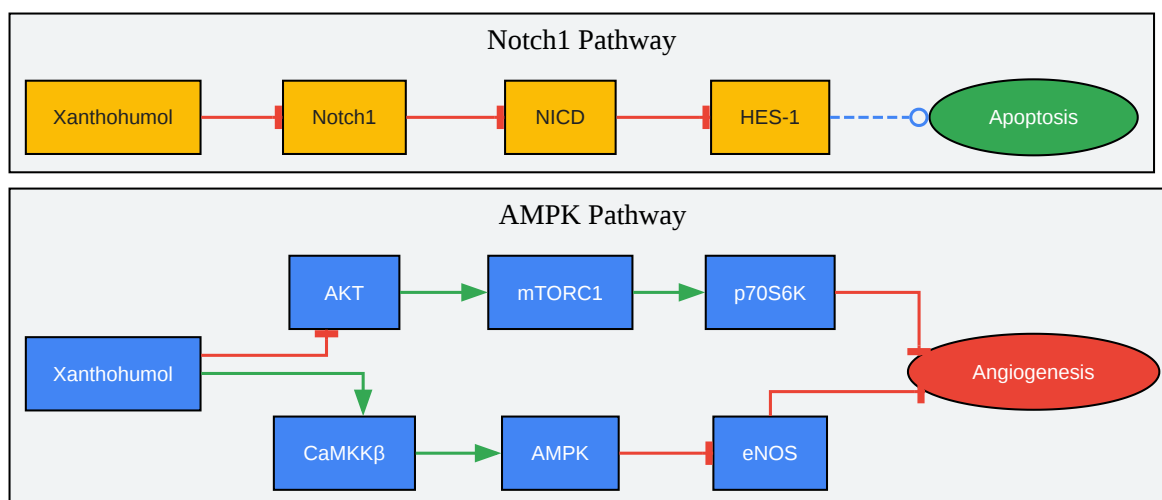 Notch1 Pathway
Xanthohumol
Notch1
NICD
HES-1
Apoptosis
AMPK Pathway
AKT
mTORC1
p70S6K
Xanthohumol
Angiogenesis
CaMKKβ
AMPK
eNOS